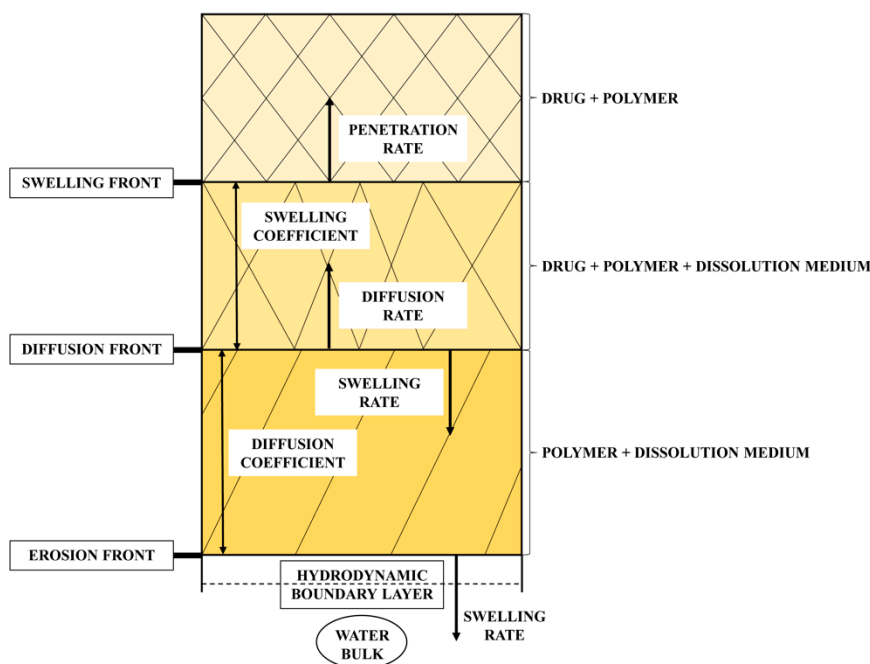 DRUG + POLYMER
PENETRATION
RATE
SWELLING FRONT
SWELLING
COEFFICIENT
DRUG + POLYMER + DISSOLUTION MEDIUM
DIFFUSION
RATE
DIFFUSION FRONT
SWELLING
RATE
DIFFUSION
COEFFICIENT
POLYMER + DISSOLUTION MEDIUM
EROSION FRONT
HYDRODYNAMIC
BOUNDARY LAYER
SWELLING
RATE
WATER
BULK